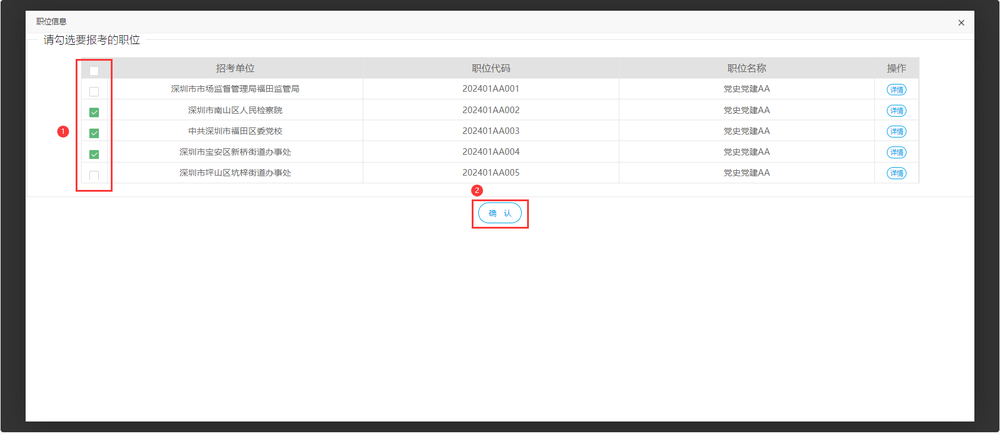 职位信息
请勾选要报考的职位
招考单位 职位代码 职位名称 操作
深圳市市场监督管理局福田监管局 202401AA001 党史党建AA 详情
深圳市南山区人民检察院 202401AA002 党史党建AA 详情
1 中共深圳市福田区委党校 202401AA003 党史党建AA 详情
深圳市宝安区新桥街道办事处 202401AA004 党史党建AA 详情
深圳市坪山区坑梓街道办事处 202401AA005 党史党建AA 详情
2
确 认